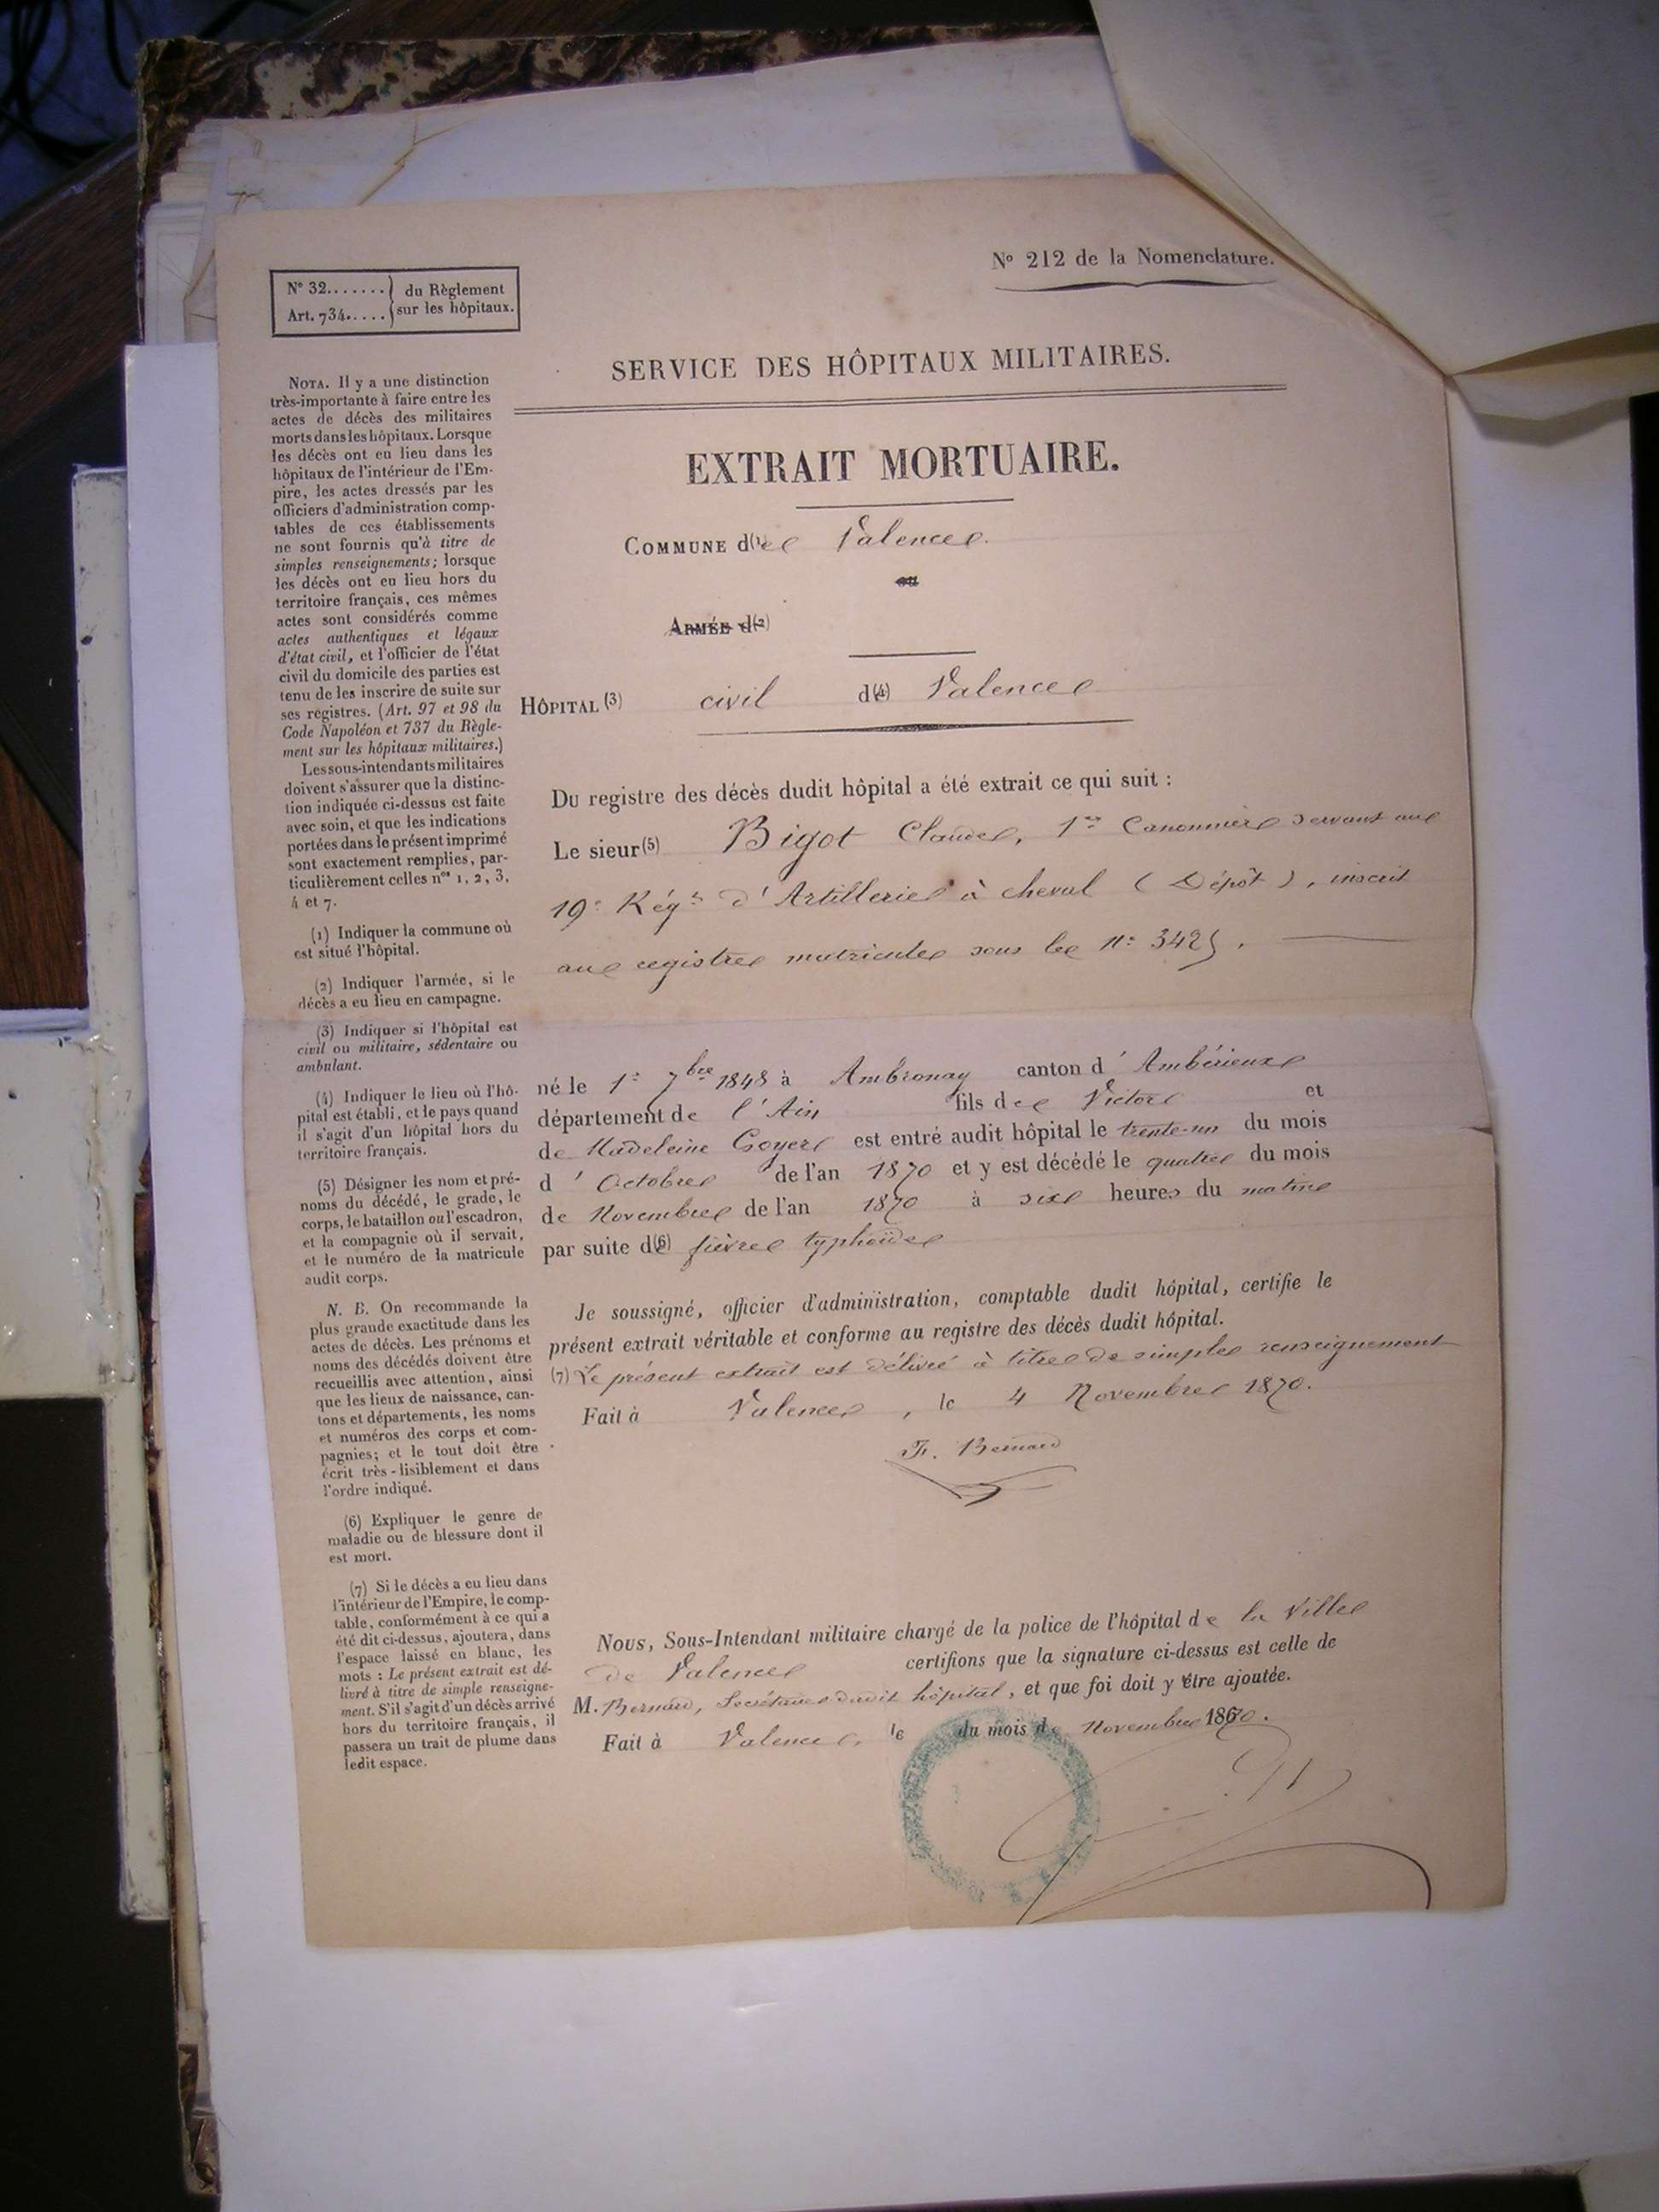 N° 212 de la Nomenclature.
N° 32....... du Règlement
Art. 734..... sur les hôpitaux.
SERVICE DES HÔPITAUX MILITAIRES.
EXTRAIT MORTUAIRE.
COMMUNE d(1)e Valence.
ou
ARMÉE d(2)
HÔPITAL (3) civil d(4) Valence
Du registre des décès dudit hôpital a été extrait ce qui suit :
Le sieur (5) Bigot Claude, 1er Canonnier servant au
19e Régt d'Artillerie à cheval (Dépôt), inscrit
au registre matricule sous le N° 3425.
né le 1er 7bre 1848 à Ambronay canton d'Ambérieux
département de l'Ain fils de Victor et
de Madeleine Goyer est entré audit hôpital le trente-un du mois
d'Octobre de l'an 1870 et y est décédé le quatre du mois
de Novembre de l'an 1870 à six heures du matin
par suite d(6) fièvre typhoïde
Je soussigné, officier d'administration, comptable dudit hôpital, certifie le
présent extrait véritable et conforme au registre des décès dudit hôpital.
(7) Le présent extrait est délivré à titre de simple renseignement
Fait à Valence, le 4 Novembre 1870.
F. Bernard
Nous, Sous-Intendant militaire chargé de la police de l'hôpital de la Ville
de Valence certifions que la signature ci-dessus est celle de
M. Bernard, Secrétaire dudit hôpital, et que foi doit y être ajoutée.
Fait à Valence, le du mois de Novembre 1870.
NOTA. Il y a une distinction
très-importante à faire entre les
actes de décès des militaires
morts dans les hôpitaux. Lorsque
les décès ont eu lieu dans les
hôpitaux de l'intérieur de l'Em-
pire, les actes dressés par les
officiers d'administration comp-
tables de ces établissements
ne sont fournis qu'à titre de
simples renseignements; lorsque
les décès ont eu lieu hors du
territoire français, ces mêmes
actes sont considérés comme
actes authentiques et légaux
d'état civil, et l'officier de l'état
civil du domicile des parties est
tenu de les inscrire de suite sur
ses registres. (Art. 97 et 98 du
Code Napoléon et 737 du Règle-
ment sur les hôpitaux militaires.)
Les sous-intendants militaires
doivent s'assurer que la distinc-
tion indiquée ci-dessus est faite
avec soin, et que les indications
portées dans le présent imprimé
sont exactement remplies, par-
ticulièrement celles nos 1, 2, 3,
4 et 7.
(1) Indiquer la commune où
est situé l'hôpital.
(2) Indiquer l'armée, si le
décès a eu lieu en campagne.
(3) Indiquer si l'hôpital est
civil ou militaire, sédentaire ou
ambulant.
(4) Indiquer le lieu où l'hô-
pital est établi, et le pays quand
il s'agit d'un hôpital hors du
territoire français.
(5) Désigner les nom et pré-
noms du décédé, le grade, le
corps, le bataillon ou l'escadron,
et la compagnie où il servait,
et le numéro de la matricule
audit corps.
N. B. On recommande la
plus grande exactitude dans les
actes de décès. Les prénoms et
noms des décédés doivent être
recueillis avec attention, ainsi
que les lieux de naissance, can-
tons et départements, les noms
et numéros des corps et com-
pagnies; et le tout doit être
écrit très-lisiblement et dans
l'ordre indiqué.
(6) Expliquer le genre de
maladie ou de blessure dont il
est mort.
(7) Si le décès a eu lieu dans
l'intérieur de l'Empire, le comp-
table, conformément à ce qui a
été dit ci-dessus, ajoutera, dans
l'espace laissé en blanc, les
mots : Le présent extrait est dé-
livré à titre de simple renseigne-
ment. S'il s'agit d'un décès arrivé
hors du territoire français, il
passera un trait de plume dans
ledit espace.